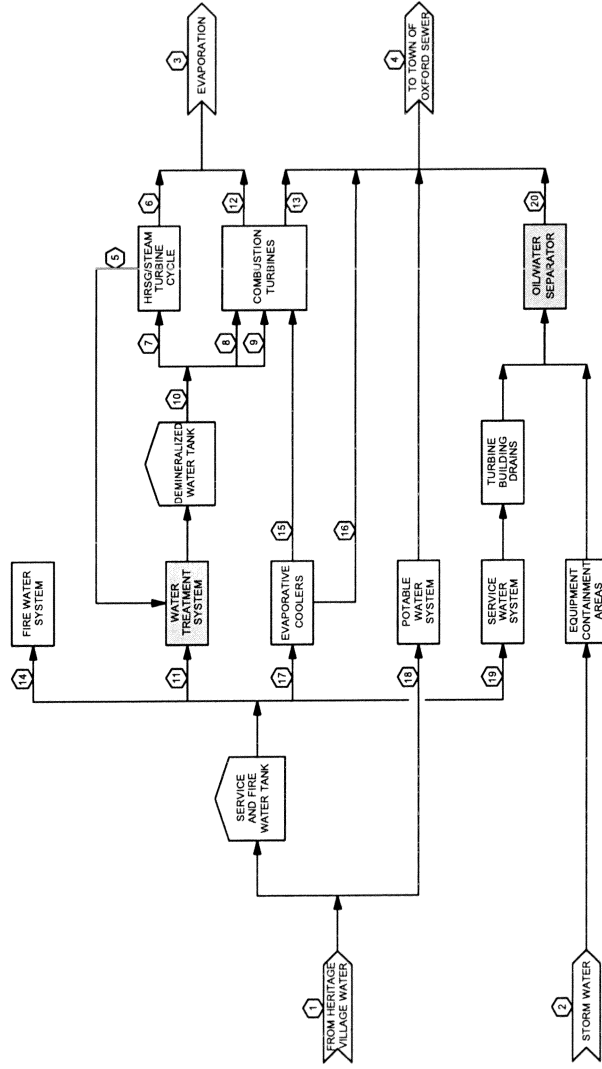 1
FROM HERITAGE
VILLAGE WATER
2
STORM WATER
SERVICE
AND FIRE
WATER TANK
14
FIRE WATER
SYSTEM
11
WATER
TREATMENT
SYSTEM
17
EVAPORATIVE
COOLERS
18
POTABLE
WATER
SYSTEM
19
SERVICE
WATER
SYSTEM
EQUIPMENT
CONTAINMENT
AREAS
DEMINERALIZED
WATER TANK
10
15
16
TURBINE
BUILDING
DRAINS
5
7
HRSG/STEAM
TURBINE
CYCLE
6
8
9
COMBUSTION
TURBINES
12
13
OIL/WATER
SEPARATOR
20
3
EVAPORATION
4
TO TOWN OF
OXFORD SEWER